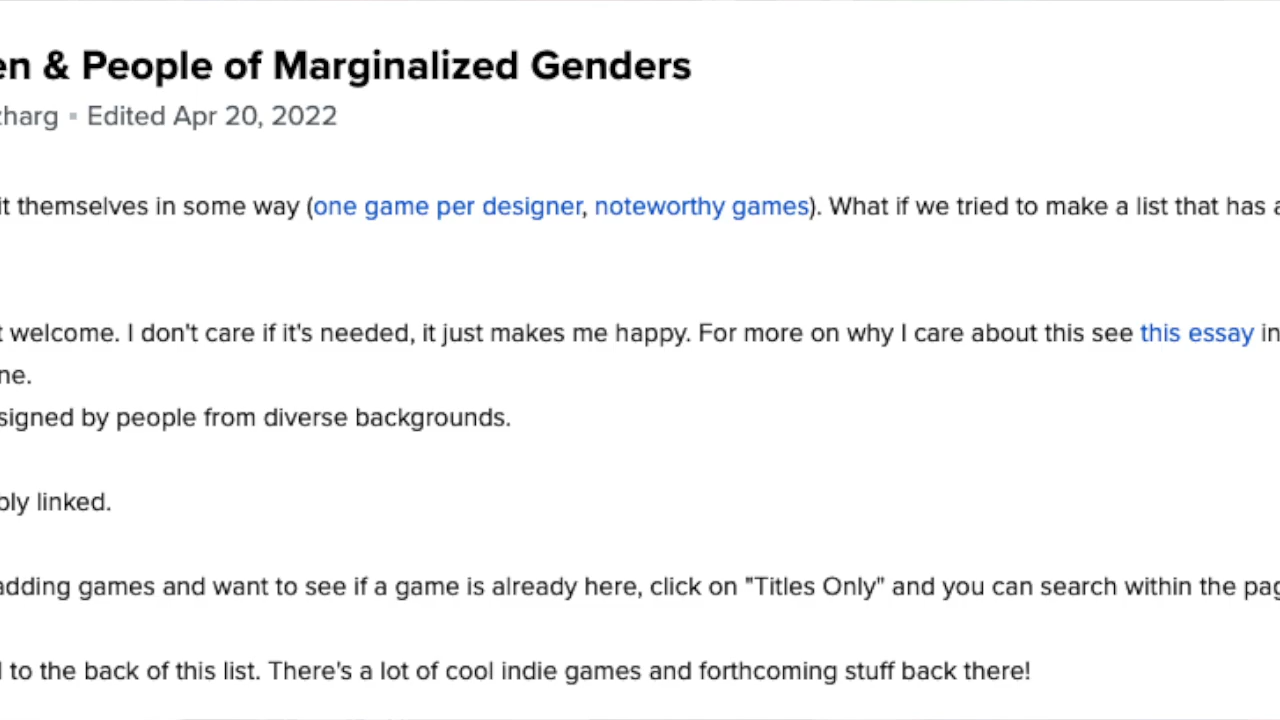 en & People of Marginalized Genders
harg ▪ Edited Apr 20, 2022
it themselves in some way (one game per designer, noteworthy games). What if we tried to make a list that has a
welcome. I don't care if it's needed, it just makes me happy. For more on why I care about this see this essay in
ne.
signed by people from diverse backgrounds.
bly linked.
adding games and want to see if a game is already here, click on "Titles Only" and you can search within the pag
to the back of this list. There's a lot of cool indie games and forthcoming stuff back there!